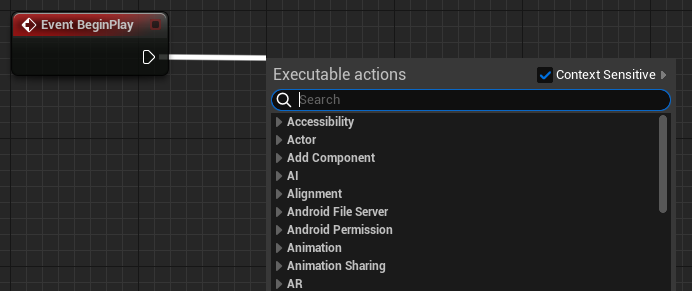 Event BeginPlay
Executable actions
Context Sensitive
Search
Accessibility
Actor
Add Component
AI
Alignment
Android File Server
Android Permission
Animation
Animation Sharing
AR